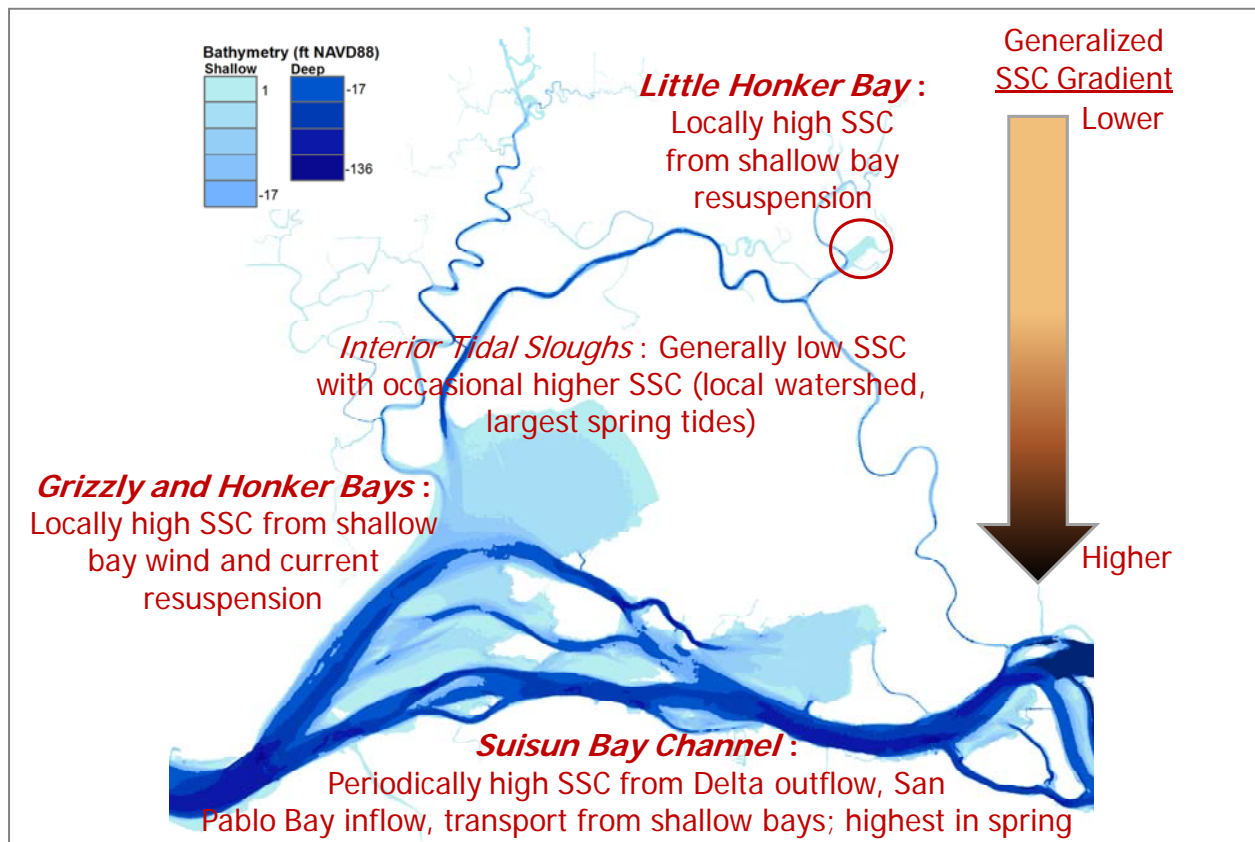 Bathymetry (ft NAVD88)
Shallow Deep
1
-17
-17
-136
Generalized
SSC Gradient
Lower
Higher
Little Honker Bay :
Locally high SSC
from shallow bay
resuspension
Interior Tidal Sloughs : Generally low SSC
with occasional higher SSC (local watershed,
largest spring tides)
Grizzly and Honker Bays :
Locally high SSC from shallow
bay wind and current
resuspension
Suisun Bay Channel :
Periodically high SSC from Delta outflow, San
Pablo Bay inflow, transport from shallow bays; highest in spring